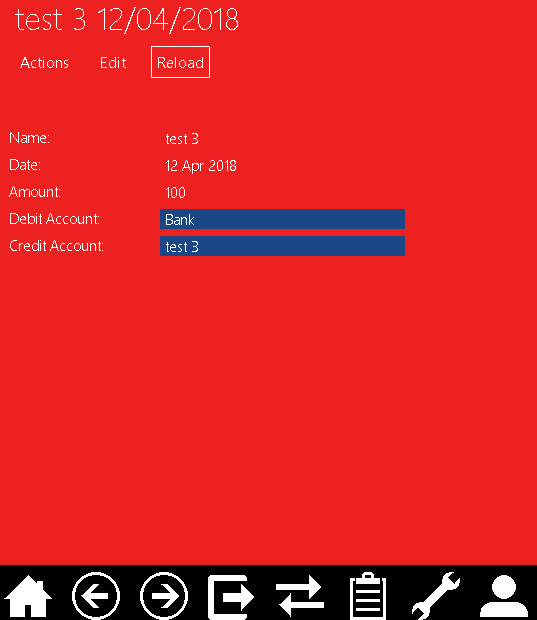 test 3 12/04/2018
Actions Edit Reload
Name: test 3
Date: 12 Apr 2018
Amount: 100
Debit Account: Bank
Credit Account: test 3